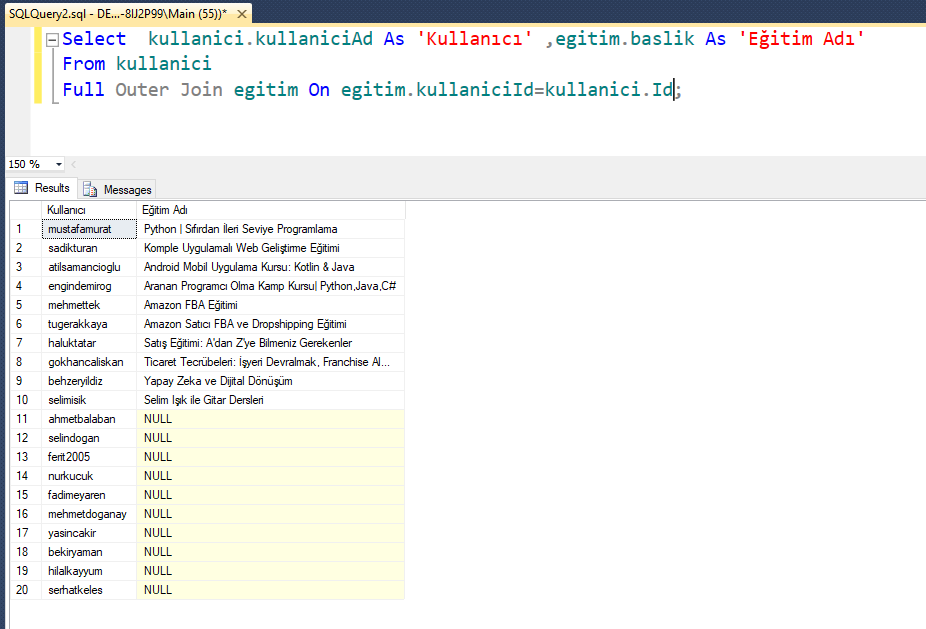 SQLQuery2.sql - DE...-8IJ2P99\Main (55))*
Select kullanici.kullaniciAd As 'Kullanıcı' ,egitim.baslik As 'Eğitim Adı'
From kullanici
Full Outer Join egitim On egitim.kullaniciId=kullanici.Id;
150 %
Results Messages
Kullanıcı Eğitim Adı
1 mustafamurat Python | Sıfırdan İleri Seviye Programlama
2 sadikturan Komple Uygulamalı Web Geliştirme Eğitimi
3 atilsamancioglu Android Mobil Uygulama Kursu: Kotlin & Java
4 engindemirog Aranan Programcı Olma Kamp Kursu| Python,Java,C#
5 mehmettek Amazon FBA Eğitimi
6 tugerakkaya Amazon Satıcı FBA ve Dropshipping Eğitimi
7 haluktatar Satış Eğitimi: A'dan Z'ye Bilmeniz Gerekenler
8 gokhancaliskan Ticaret Tecrübeleri: İşyeri Devralmak, Franchise Al...
9 behzeryildiz Yapay Zeka ve Dijital Dönüşüm
10 selimisik Selim Işık ile Gitar Dersleri
11 ahmetbalaban NULL
12 selindogan NULL
13 ferit2005 NULL
14 nurkucuk NULL
15 fadimeyaren NULL
16 mehmetdoganay NULL
17 yasincakir NULL
18 bekiryaman NULL
19 hilalkayyum NULL
20 serhatkeles NULL